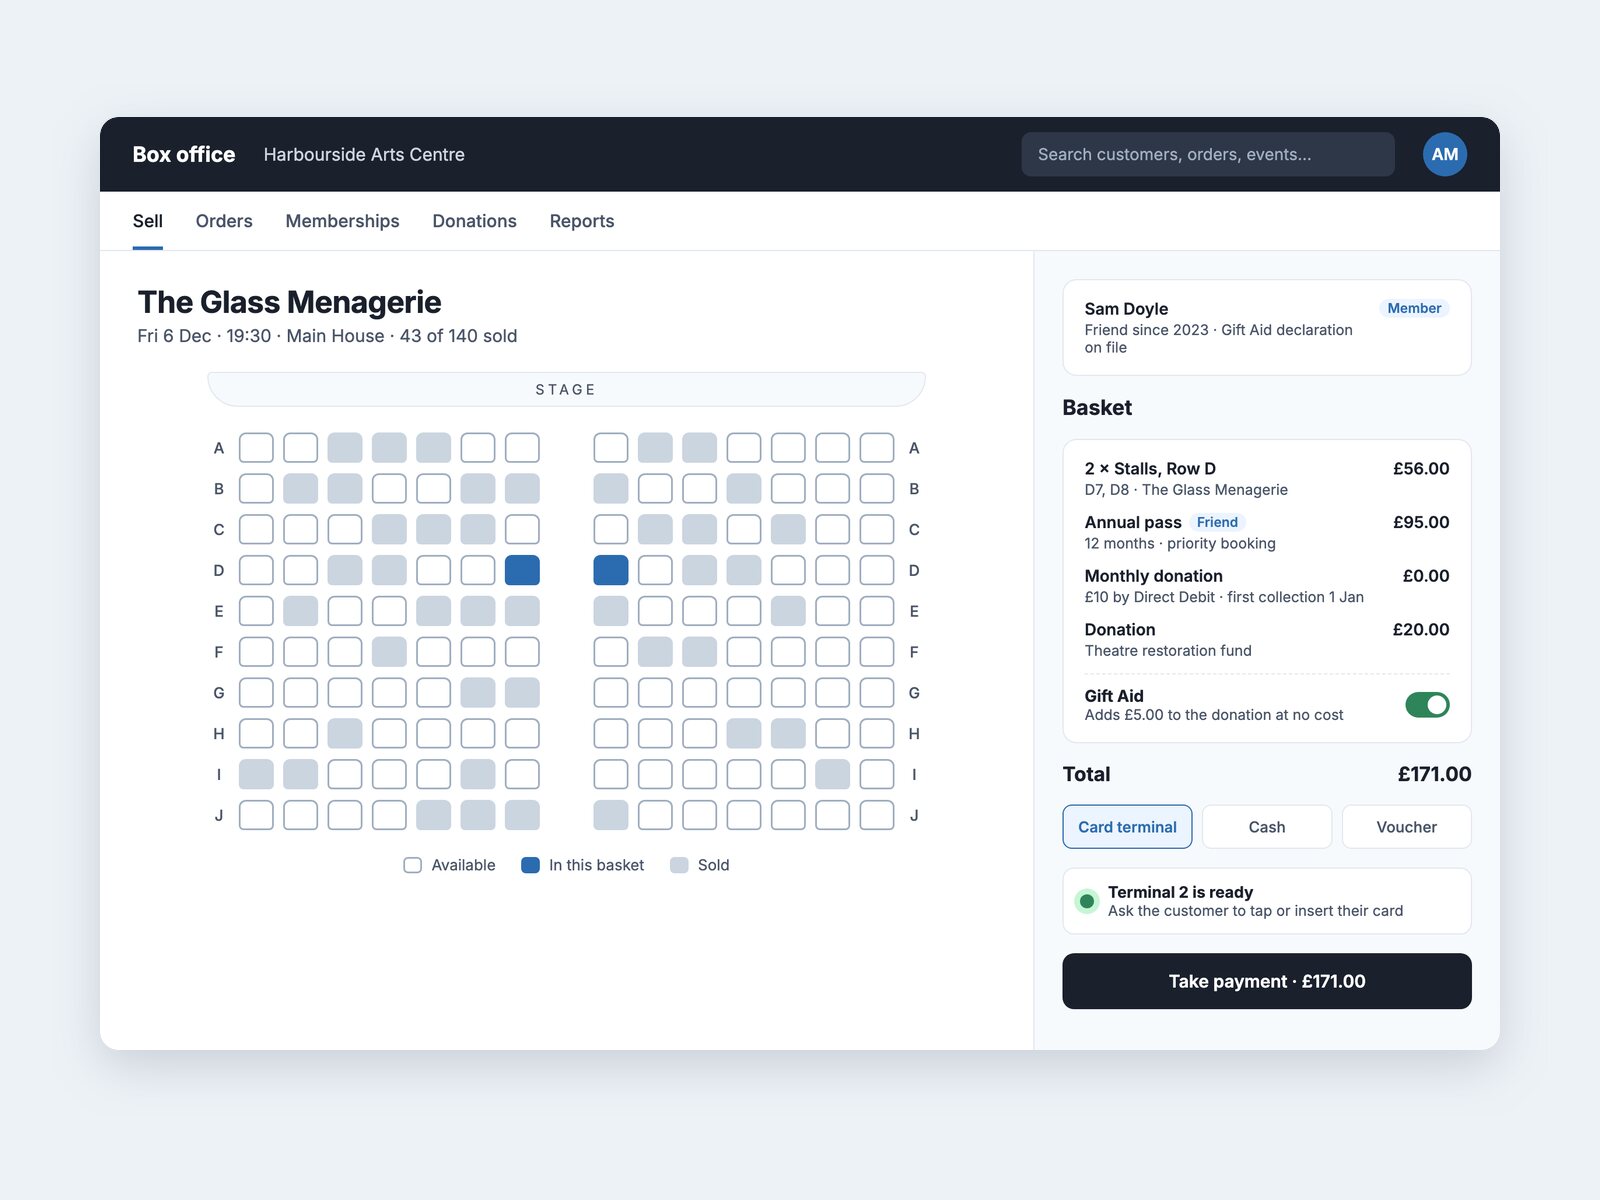 Box office
Harbourside Arts Centre
Search customers, orders, events...
AM
Sell
Orders
Memberships
Donations
Reports
The Glass Menagerie
Fri 6 Dec · 19:30 · Main House · 43 of 140 sold
STAGE
A A
B B
C C
D D
E E
F F
G G
H H
I I
J J
Available
In this basket
Sold
Sam Doyle
Member
Friend since 2023 · Gift Aid declaration
on file
Basket
2 × Stalls, Row D £56.00
D7, D8 · The Glass Menagerie
Annual pass Friend £95.00
12 months · priority booking
Monthly donation £0.00
£10 by Direct Debit · first collection 1 Jan
Donation £20.00
Theatre restoration fund
Gift Aid
Adds £5.00 to the donation at no cost
Total £171.00
Card terminal
Cash
Voucher
Terminal 2 is ready
Ask the customer to tap or insert their card
Take payment · £171.00